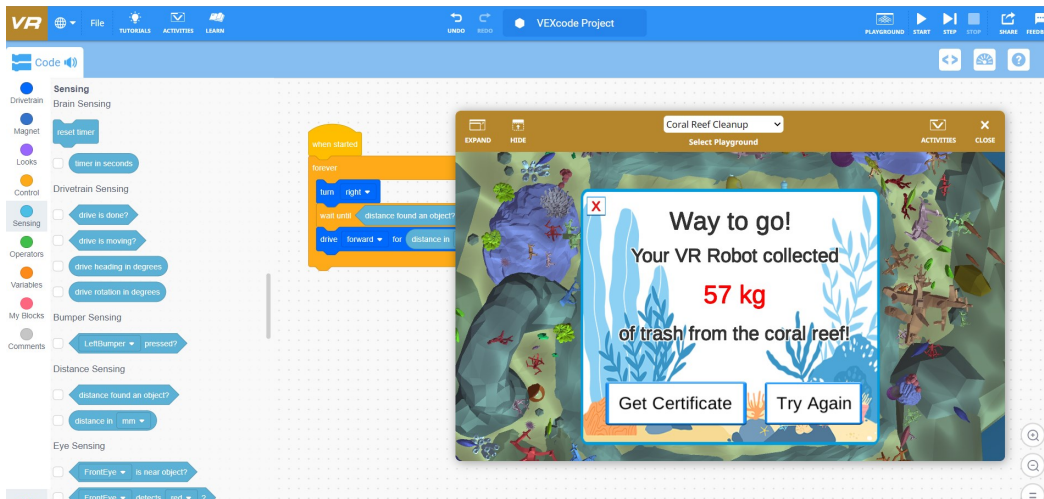 VR
File
TUTORIALS
ACTIVITIES
LEARN
UNDO
REDO
VEXcode Project
PLAYGROUND
START
STEP
STOP
SHARE
Code
Drivetrain
Magnet
Looks
Control
Sensing
Operators
Variables
My Blocks
Comments
Sensing
Brain Sensing
reset timer
timer in seconds
Drivetrain Sensing
drive is done?
drive is moving?
drive heading in degrees
drive rotation in degrees
Bumper Sensing
LeftBumper pressed?
Distance Sensing
distance found an object?
distance in mm
Eye Sensing
FrontEye is near object?
FrontEye detects red ?
when started
forever
turn right
wait until distance found an object?
drive forward for distance in
EXPAND
HIDE
Coral Reef Cleanup
Select Playground
ACTIVITIES
CLOSE
X
Way to go!
Your VR Robot collected
57 kg
of trash from the coral reef!
Get Certificate
Try Again